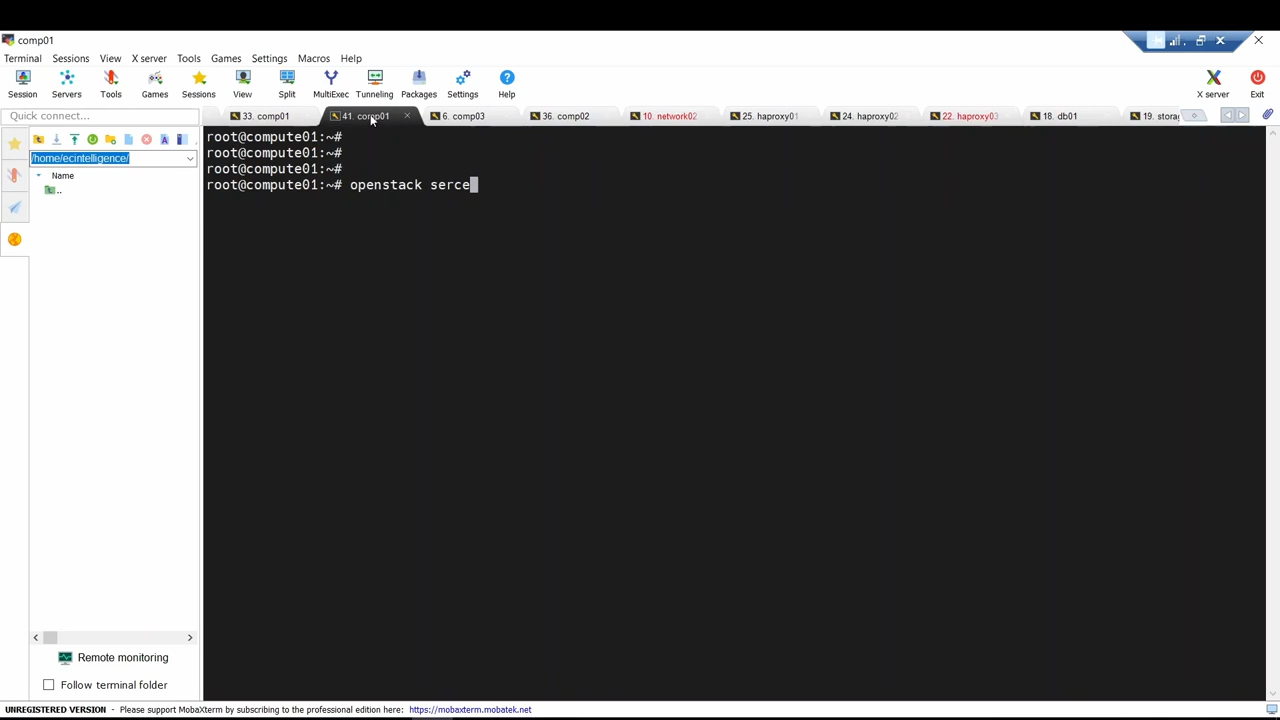 comp01
Terminal Sessions View X server Tools Games Settings Macros Help
Session Servers Tools Games Sessions View Split MultiExec Tunneling Packages Settings Help X server Exit
Quick connect...
33. comp01 41. comp01 6. comp03 36. comp02 10. network02 25. haproxy01 24. haproxy02 22. haproxy03 18. db01 19. storag
/home/ecintelligence/
Name
..
root@compute01:~#
root@compute01:~#
root@compute01:~#
root@compute01:~# openstack serce
Remote monitoring
Follow terminal folder
UNREGISTERED VERSION - Please support MobaXterm by subscribing to the professional edition here: https://mobaxterm.mobatek.net